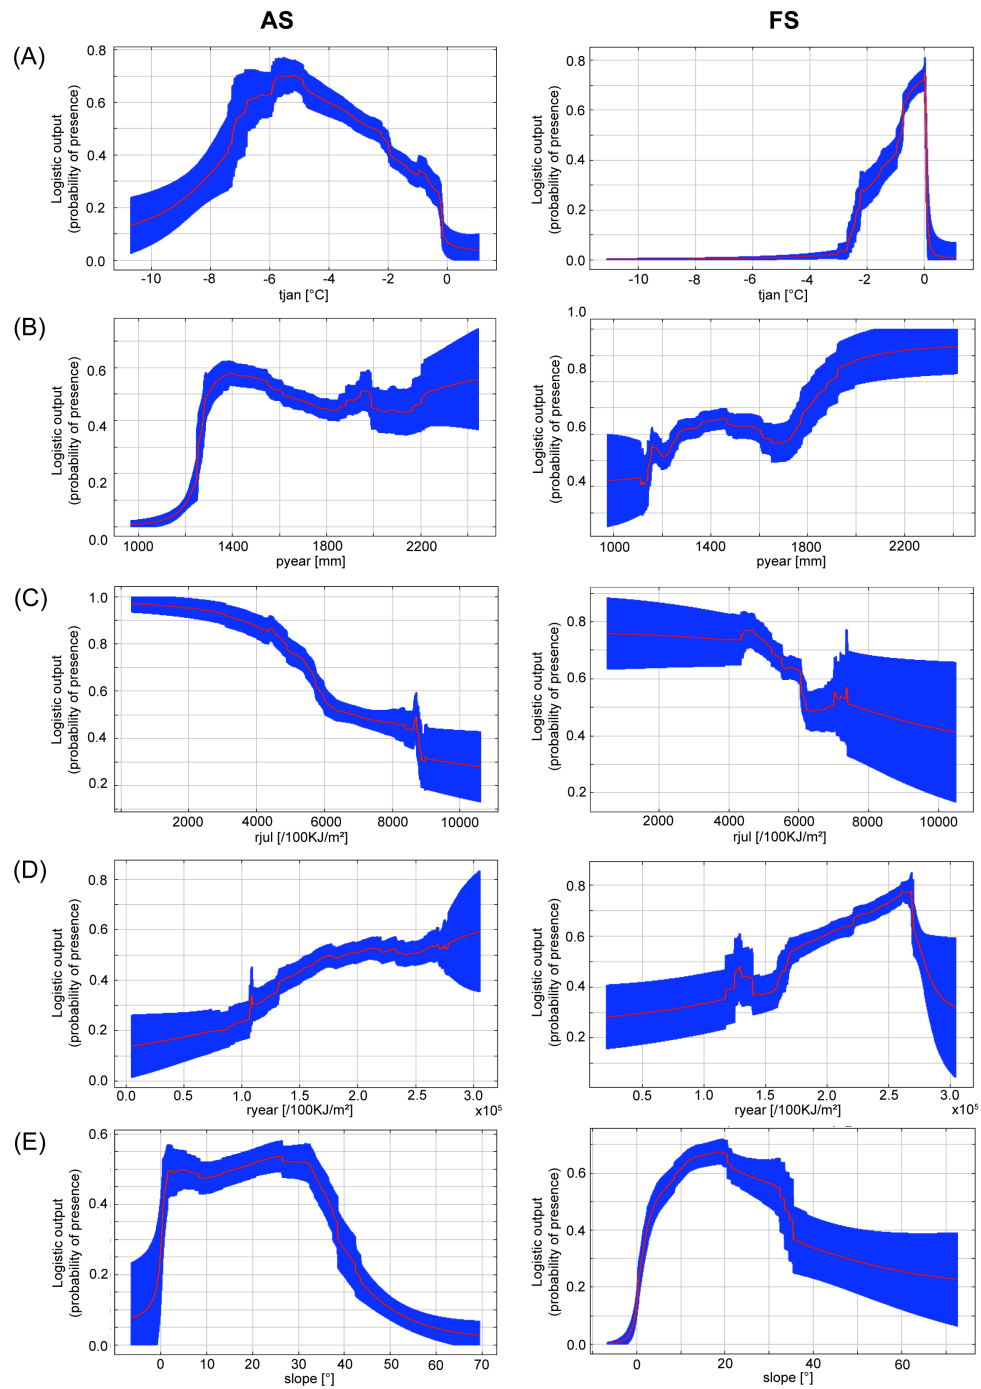 AS FS
(A)
Logistic output
(probability of presence)
0.8
0.6
0.4
0.2
0.0
-10 -8 -6 -4 -2 0
tjan [°C]
Logistic output
(probability of presence)
0.8
0.6
0.4
0.2
0.0
-10 -8 -6 -4 -2 0
tjan [°C]
(B)
Logistic output
(probability of presence)
0.6
0.4
0.2
0.0
1000 1400 1800 2200
pyear [mm]
Logistic output
(probability of presence)
1.0
0.8
0.6
0.4
1000 1400 1800 2200
pyear [mm]
(C)
Logistic output
(probability of presence)
1.0
0.8
0.6
0.4
0.2
2000 4000 6000 8000 10000
rjul [/100KJ/m²]
Logistic output
(probability of presence)
0.8
0.6
0.4
0.2
2000 4000 6000 8000 10000
rjul [/100KJ/m²]
(D)
Logistic output
(probability of presence)
0.8
0.6
0.4
0.2
0.0
0.0 0.5 1.0 1.5 2.0 2.5 3.0
ryear [/100KJ/m²] x10⁵
Logistic output
(probability of presence)
0.8
0.6
0.4
0.2
0.5 1.0 1.5 2.0 2.5 3.0
ryear [/100KJ/m²] x10⁵
(E)
Logistic output
(probability of presence)
0.6
0.4
0.2
0.0
0 10 20 30 40 50 60 70
slope [°]
Logistic output
(probability of presence)
0.6
0.4
0.2
0.0
0 20 40 60
slope [°]